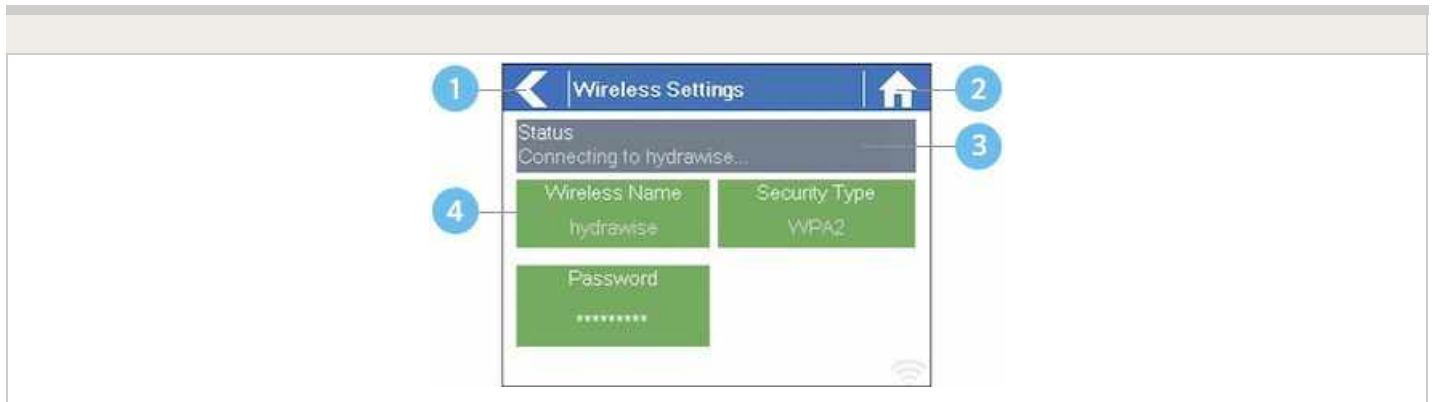 1
Wireless Settings
2
Status
Connecting to hydrawise...
3
4
Wireless Name
hydrawise
Security Type
WPA2
Password
*********